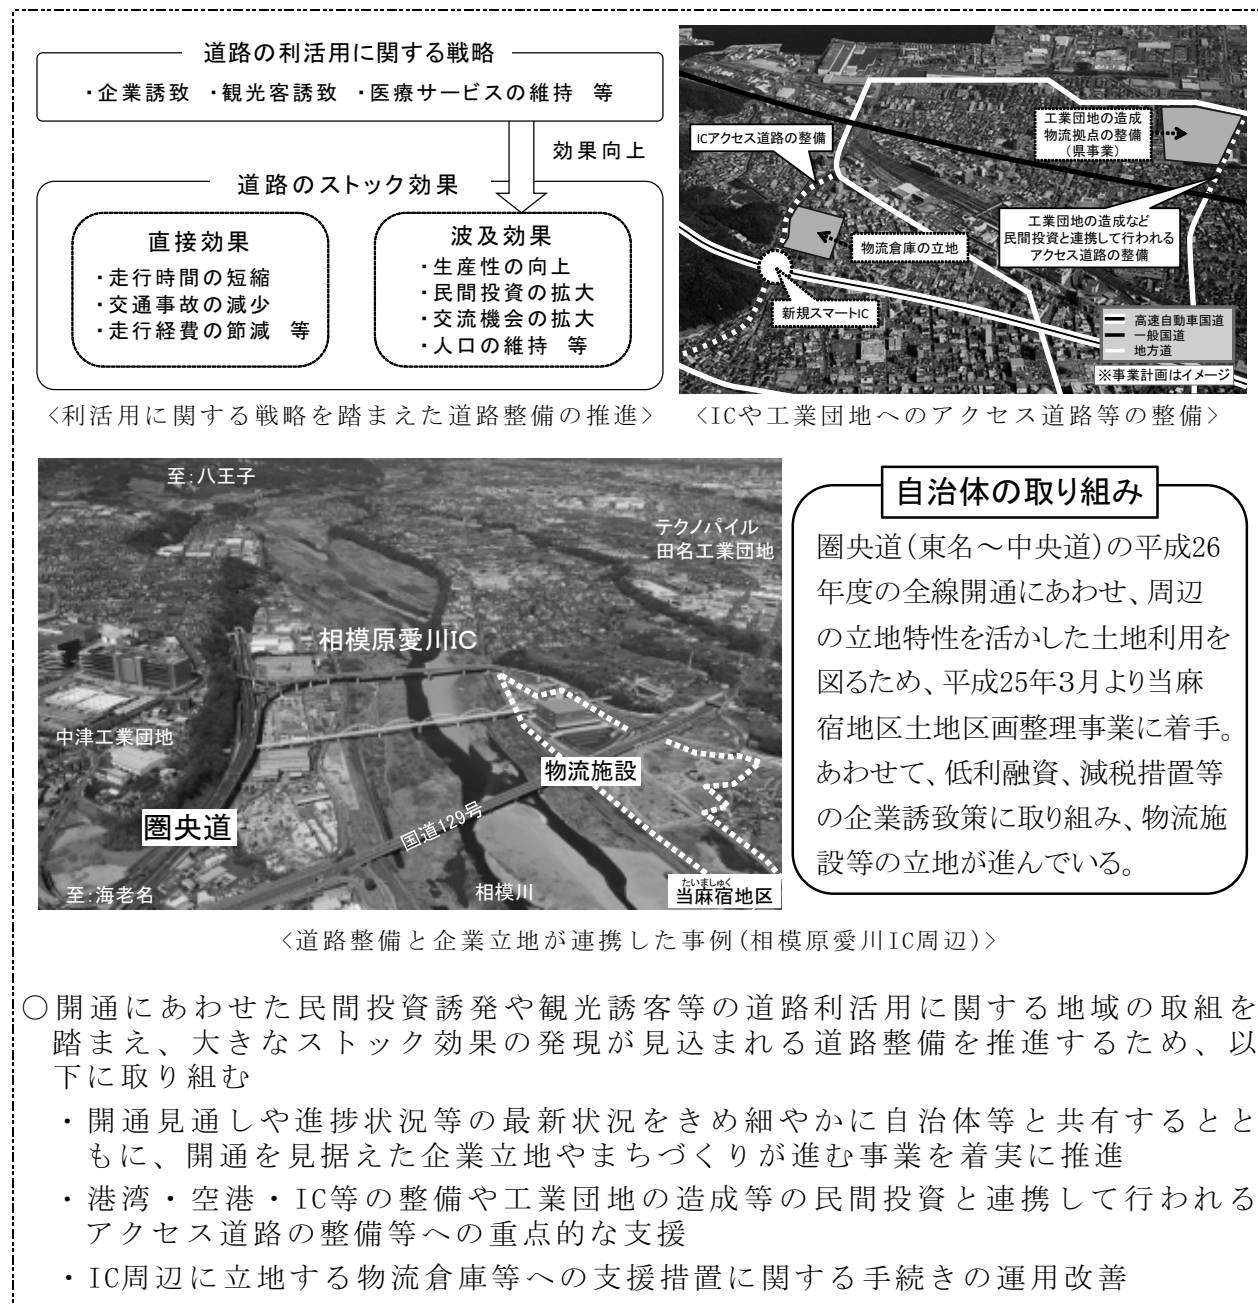 道路の利活用に関する戦略
・企業誘致 ・観光客誘致 ・医療サービスの維持 等
効果向上
道路のストック効果
直接効果
・走行時間の短縮
・交通事故の減少
・走行経費の節減 等
波及効果
・生産性の向上
・民間投資の拡大
・交流機会の拡大
・人口の維持 等
<利活用に関する戦略を踏まえた道路整備の推進>
ICアクセス道路の整備
工業団地の造成
物流拠点の整備
(県事業)
工業団地の造成など
民間投資と連携して行われる
アクセス道路の整備
物流倉庫の立地
新規スマートIC
高速自動車国道
一般国道
地方道
※事業計画はイメージ
<ICや工業団地へのアクセス道路等の整備>
至:八王子
テクノパイル
田名工業団地
相模原愛川IC
中津工業団地
物流施設
圏央道
国道129号
至:海老名
相模川
たいましゅく
当麻宿地区
自治体の取り組み
圏央道(東名～中央道)の平成26
年度の全線開通にあわせ、周辺
の立地特性を活かした土地利用を
図るため、平成25年3月より当麻
宿地区土地区画整理事業に着手。
あわせて、低利融資、減税措置等
の企業誘致策に取り組み、物流施
設等の立地が進んでいる。
<道路整備と企業立地が連携した事例(相模原愛川IC周辺)>
○開通にあわせた民間投資誘発や観光誘客等の道路利活用に関する地域の取組を
踏まえ、大きなストック効果の発現が見込まれる道路整備を推進するため、以
下に取り組む
・開通見通しや進捗状況等の最新状況をきめ細やかに自治体等と共有するとと
もに、開通を見据えた企業立地やまちづくりが進む事業を着実に推進
・港湾・空港・IC等の整備や工業団地の造成等の民間投資と連携して行われる
アクセス道路の整備等への重点的な支援
・IC周辺に立地する物流倉庫等への支援措置に関する手続きの運用改善